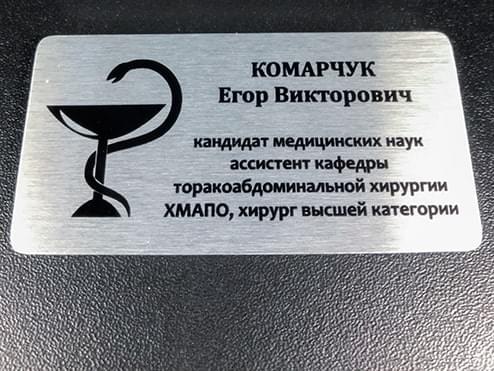 КОМАРЧУК
Егор Викторович
кандидат медицинских наук
ассистент кафедры
торакоабдоминальной хирургии
ХМАПО, хирург высшей категории